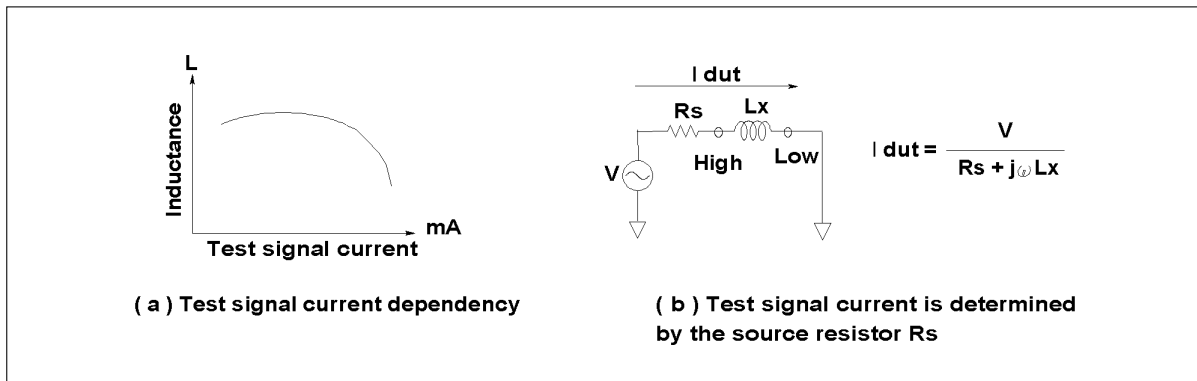 L
Inductance
mA
Test signal current
( a ) Test signal current dependency
I dut
Rs
Lx
High
Low
V
I dut = V / Rs + jωLx
( b ) Test signal current is determined
by the source resistor Rs